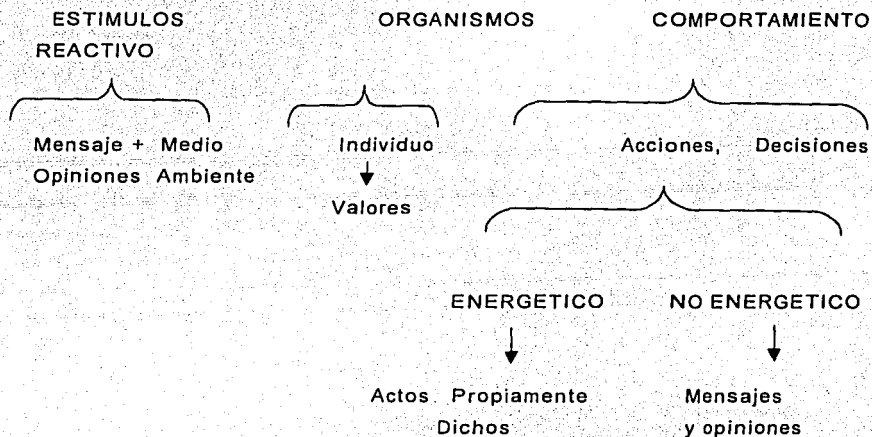 ESTIMULOS ORGANISMOS COMPORTAMIENTO
REACTIVO
Mensaje + Medio Individuo Acciones, Decisiones
Opiniones Ambiente
Valores
ENERGETICO NO ENERGETICO
Actos Propiamente Mensajes
Dichos y opiniones